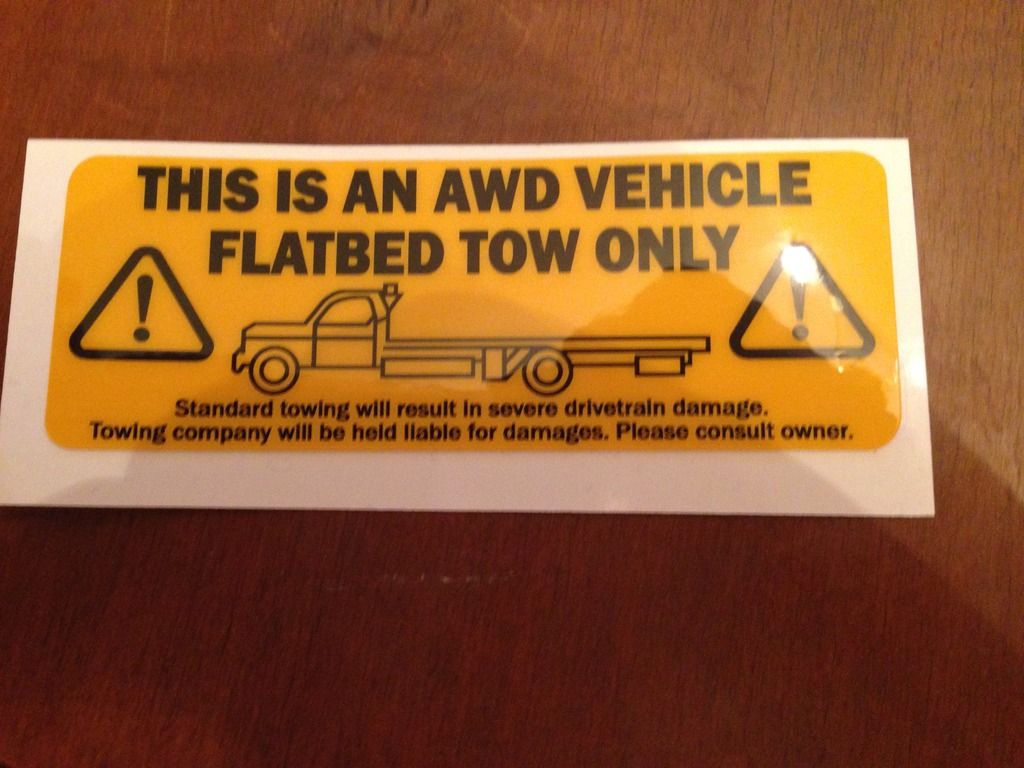 THIS IS AN AWD VEHICLE
FLATBED TOW ONLY
Standard towing will result in severe drivetrain damage.
Towing company will be held liable for damages. Please consult owner.